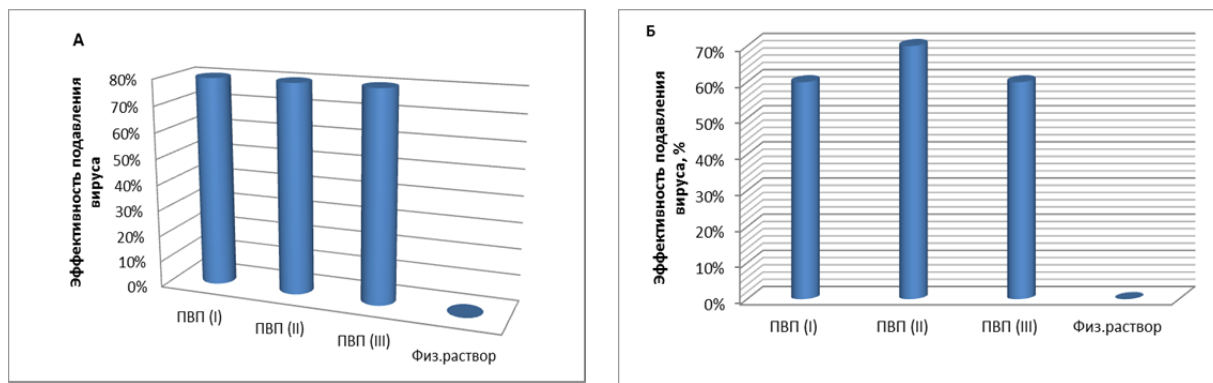 А
Эффективность подавления
вируса
80%
70%
60%
50%
40%
30%
20%
10%
0%
ПВП (I)
ПВП (II)
ПВП (III)
Физ.раствор
Б
Эффективность подавления
вируса, %
70%
60%
50%
40%
30%
20%
10%
0%
ПВП (I)
ПВП (II)
ПВП (III)
Физ.раствор